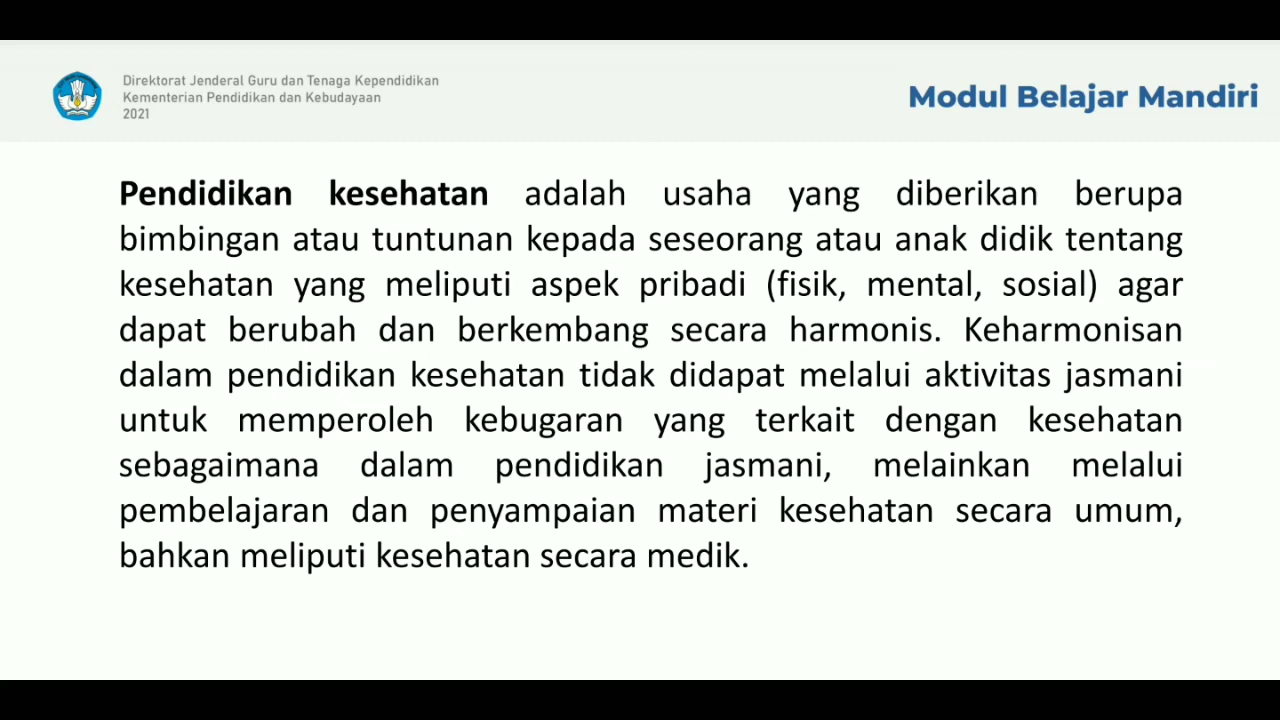 Direktorat Jenderal Guru dan Tenaga Kependidikan
Kementerian Pendidikan dan Kebudayaan
2021
Modul Belajar Mandiri
Pendidikan kesehatan adalah usaha yang diberikan berupa
bimbingan atau tuntunan kepada seseorang atau anak didik tentang
kesehatan yang meliputi aspek pribadi (fisik, mental, sosial) agar
dapat berubah dan berkembang secara harmonis. Keharmonisan
dalam pendidikan kesehatan tidak didapat melalui aktivitas jasmani
untuk memperoleh kebugaran yang terkait dengan kesehatan
sebagaimana dalam pendidikan jasmani, melainkan melalui
pembelajaran dan penyampaian materi kesehatan secara umum,
bahkan meliputi kesehatan secara medik.